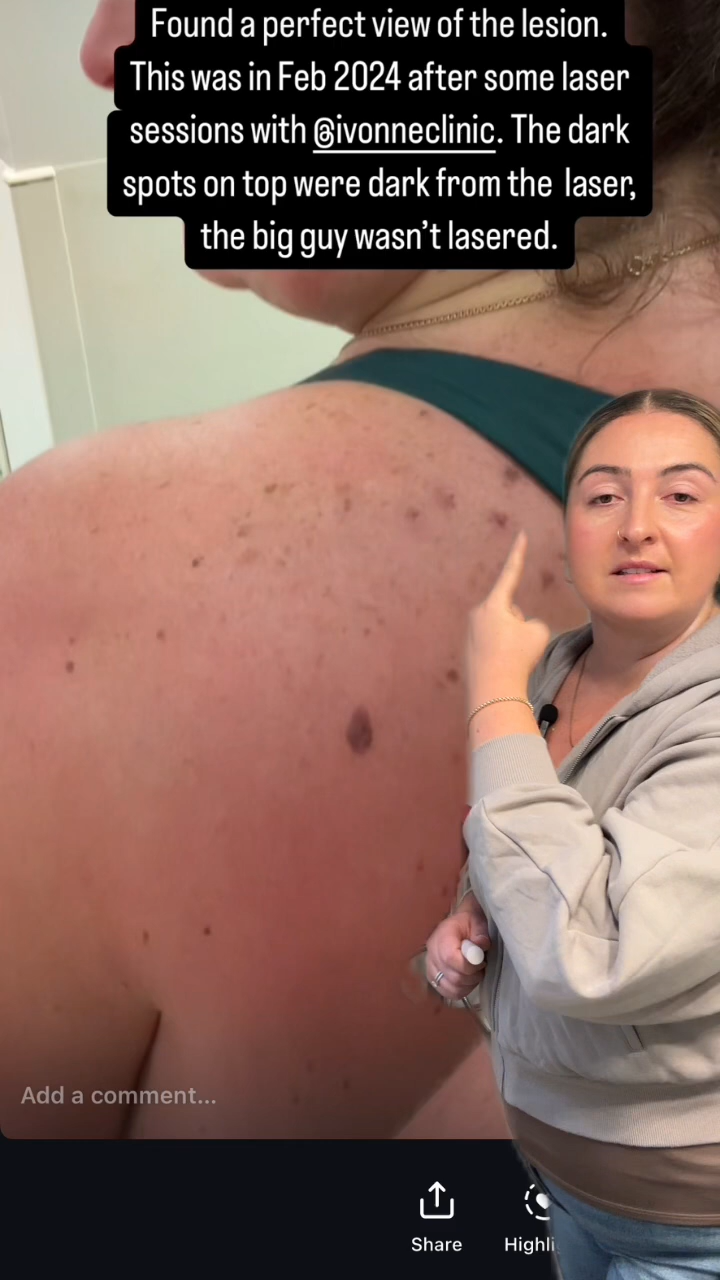 Found a perfect view of the lesion.
This was in Feb 2024 after some laser
sessions with @ivonneclinic. The dark
spots on top were dark from the laser,
the big guy wasn’t lasered.
Add a comment...
Share
Highli